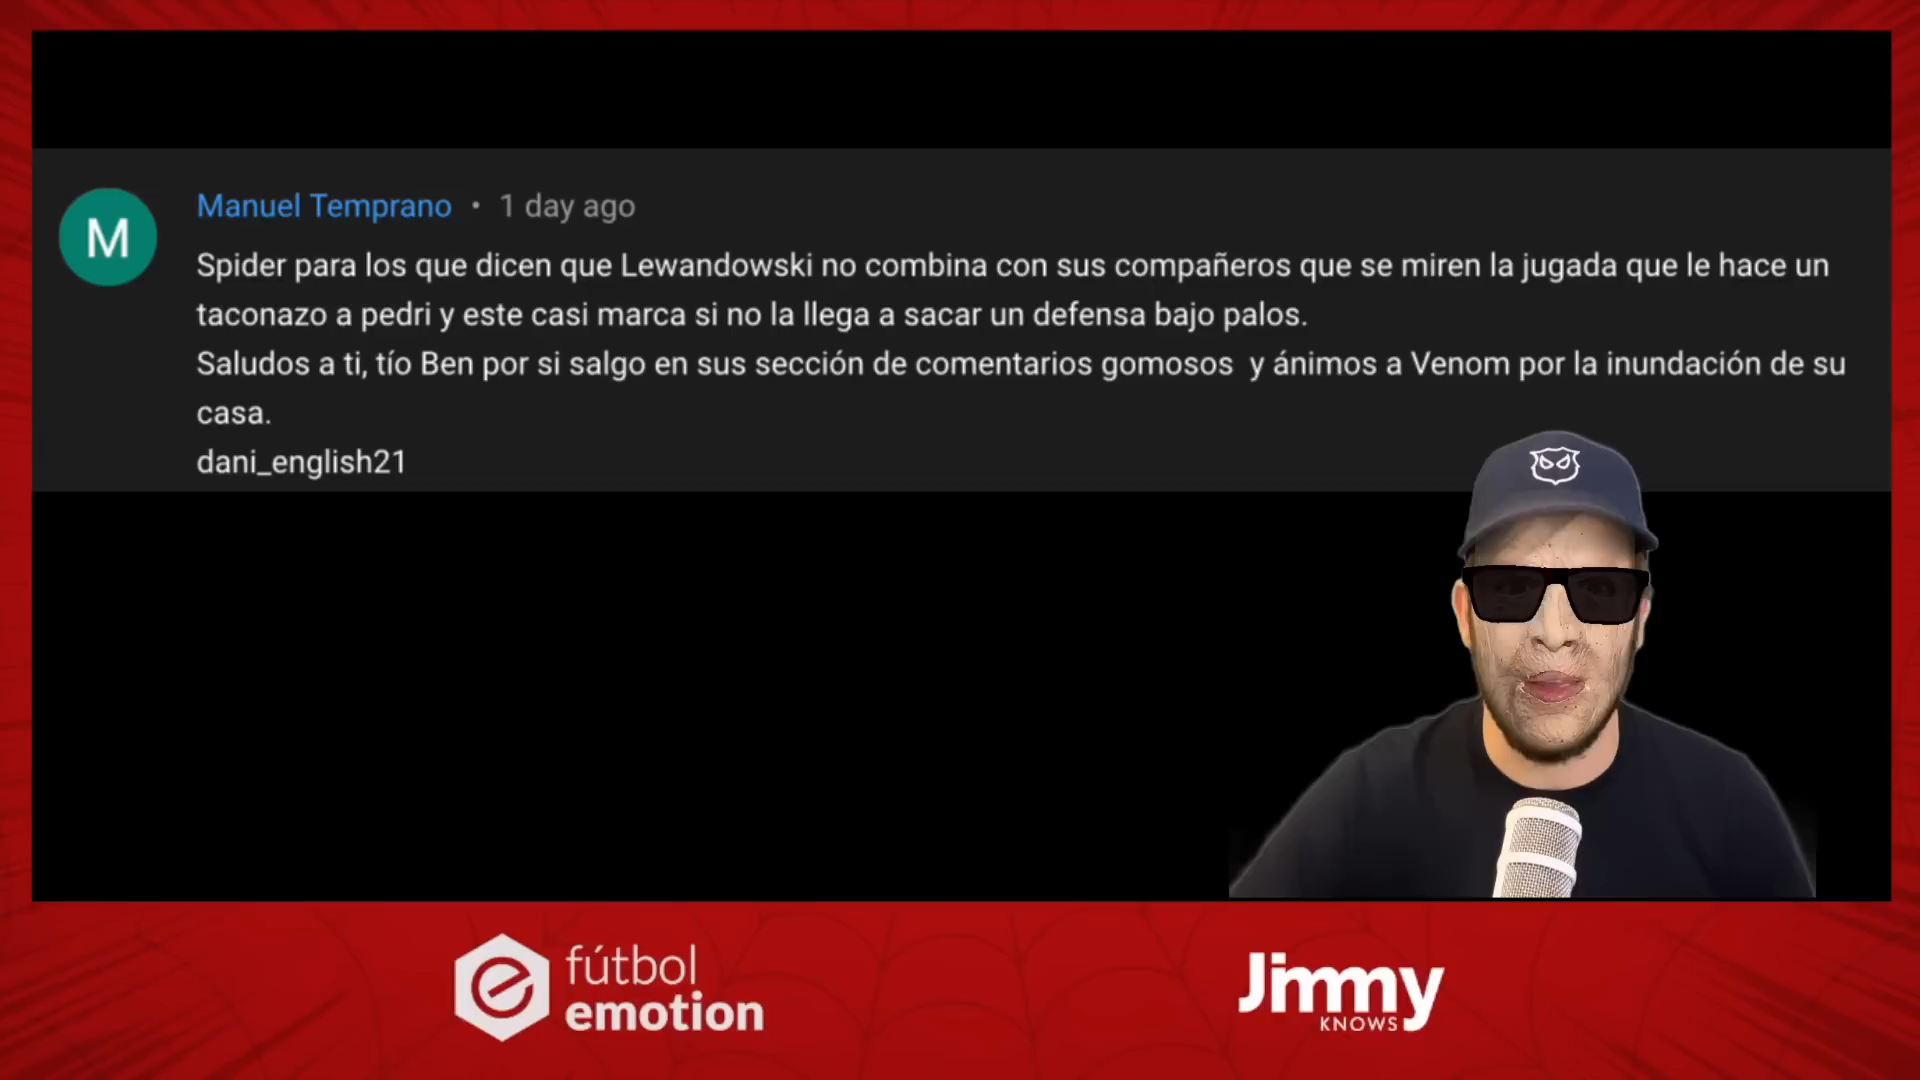 Manuel Temprano • 1 day ago
M
Spider para los que dicen que Lewandowski no combina con sus compañeros que se miren la jugada que le hace un
taconazo a pedri y este casi marca si no la llega a sacar un defensa bajo palos.
Saludos a ti, tío Ben por si salgo en sus sección de comentarios gomosos  y ánimos a Venom por la inundación de su
casa.
dani_english21
fútbol
emotion
Jimmy
KNOWS